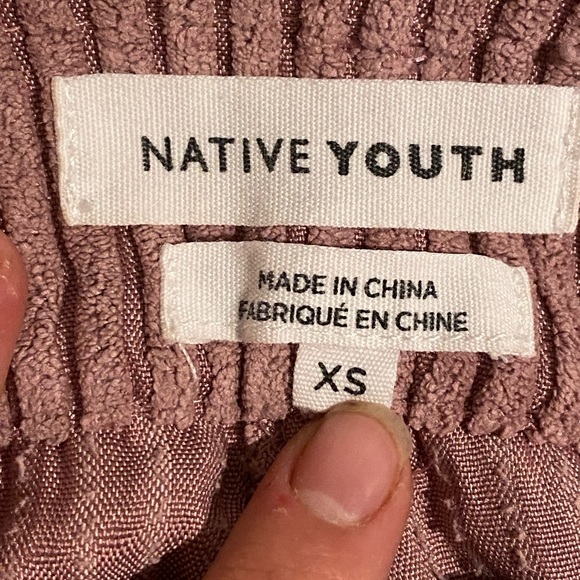 NATIVE YOUTH
MADE IN CHINA
FABRIQUÉ EN CHINE
XS